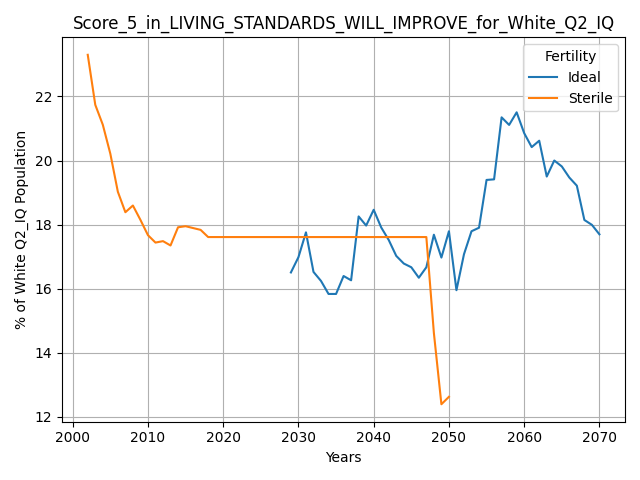 Score_5_in_LIVING_STANDARDS_WILL_IMPROVE_for_White_Q2_IQ
Fertility
Ideal
Sterile
% of White Q2_IQ Population
22
20
18
16
14
12
2000 2010 2020 2030 2040 2050 2060 2070
Years